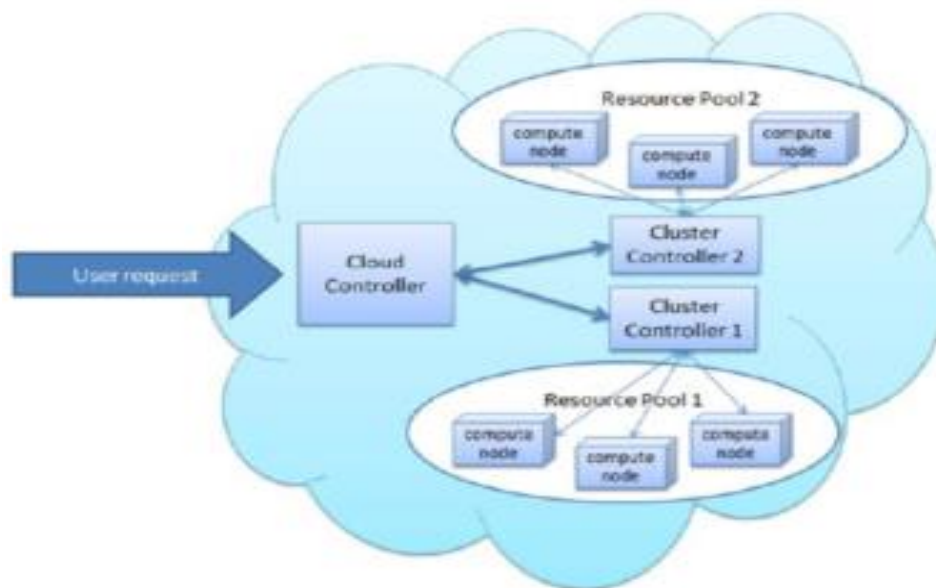 Resource Pool 2
compute
node
compute
node
compute
node
User request
Cloud
Controller
Cluster
Controller 2
Cluster
Controller 1
Resource Pool 1
compute
node
compute
node
compute
node